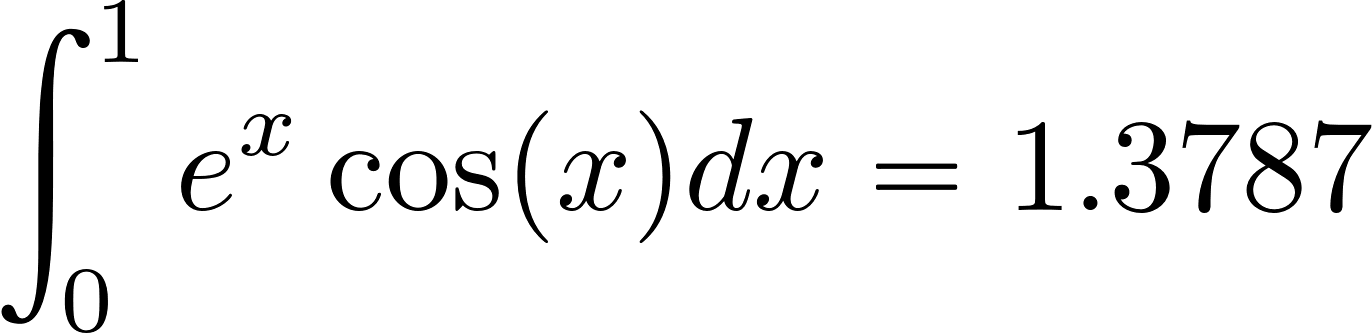 ∫₀¹ eˣ cos(x)dx = 1.3787